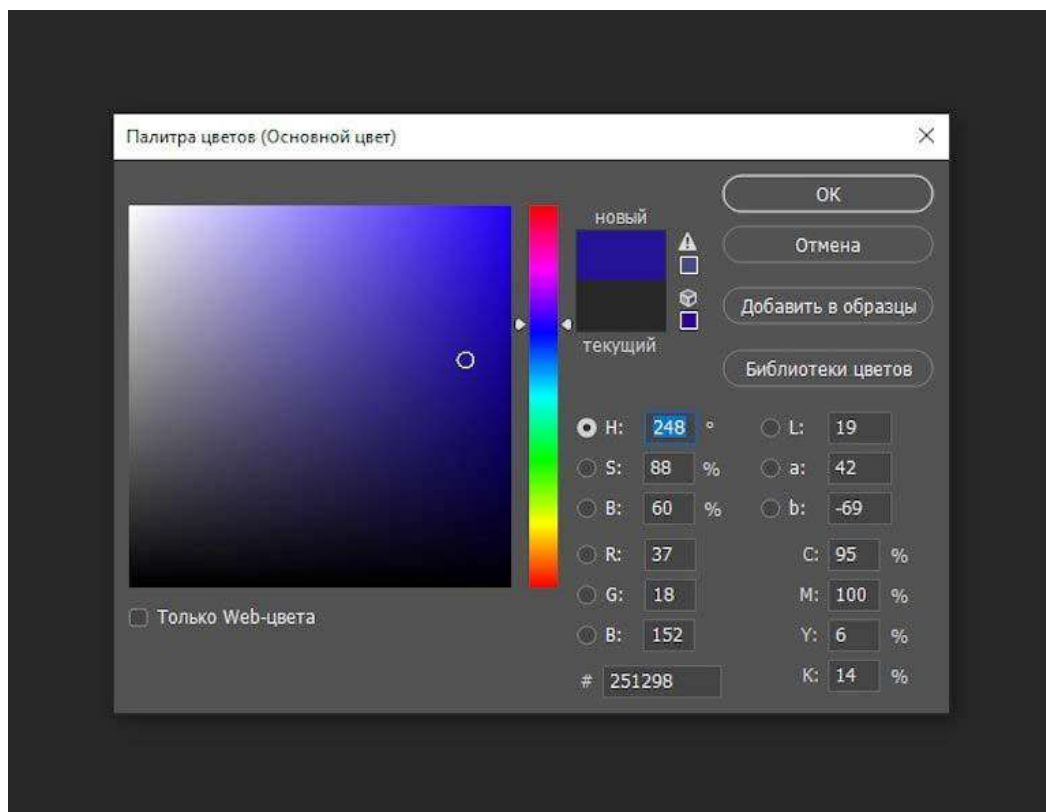 Палитра цветов (Основной цвет)
новый
текущий
ОК
Отмена
Добавить в образцы
Библиотеки цветов
H: 248 °
S: 88 %
B: 60 %
R: 37
G: 18
B: 152
# 251298
L: 19
a: 42
b: -69
C: 95 %
M: 100 %
Y: 6 %
K: 14 %
Только Web-цвета